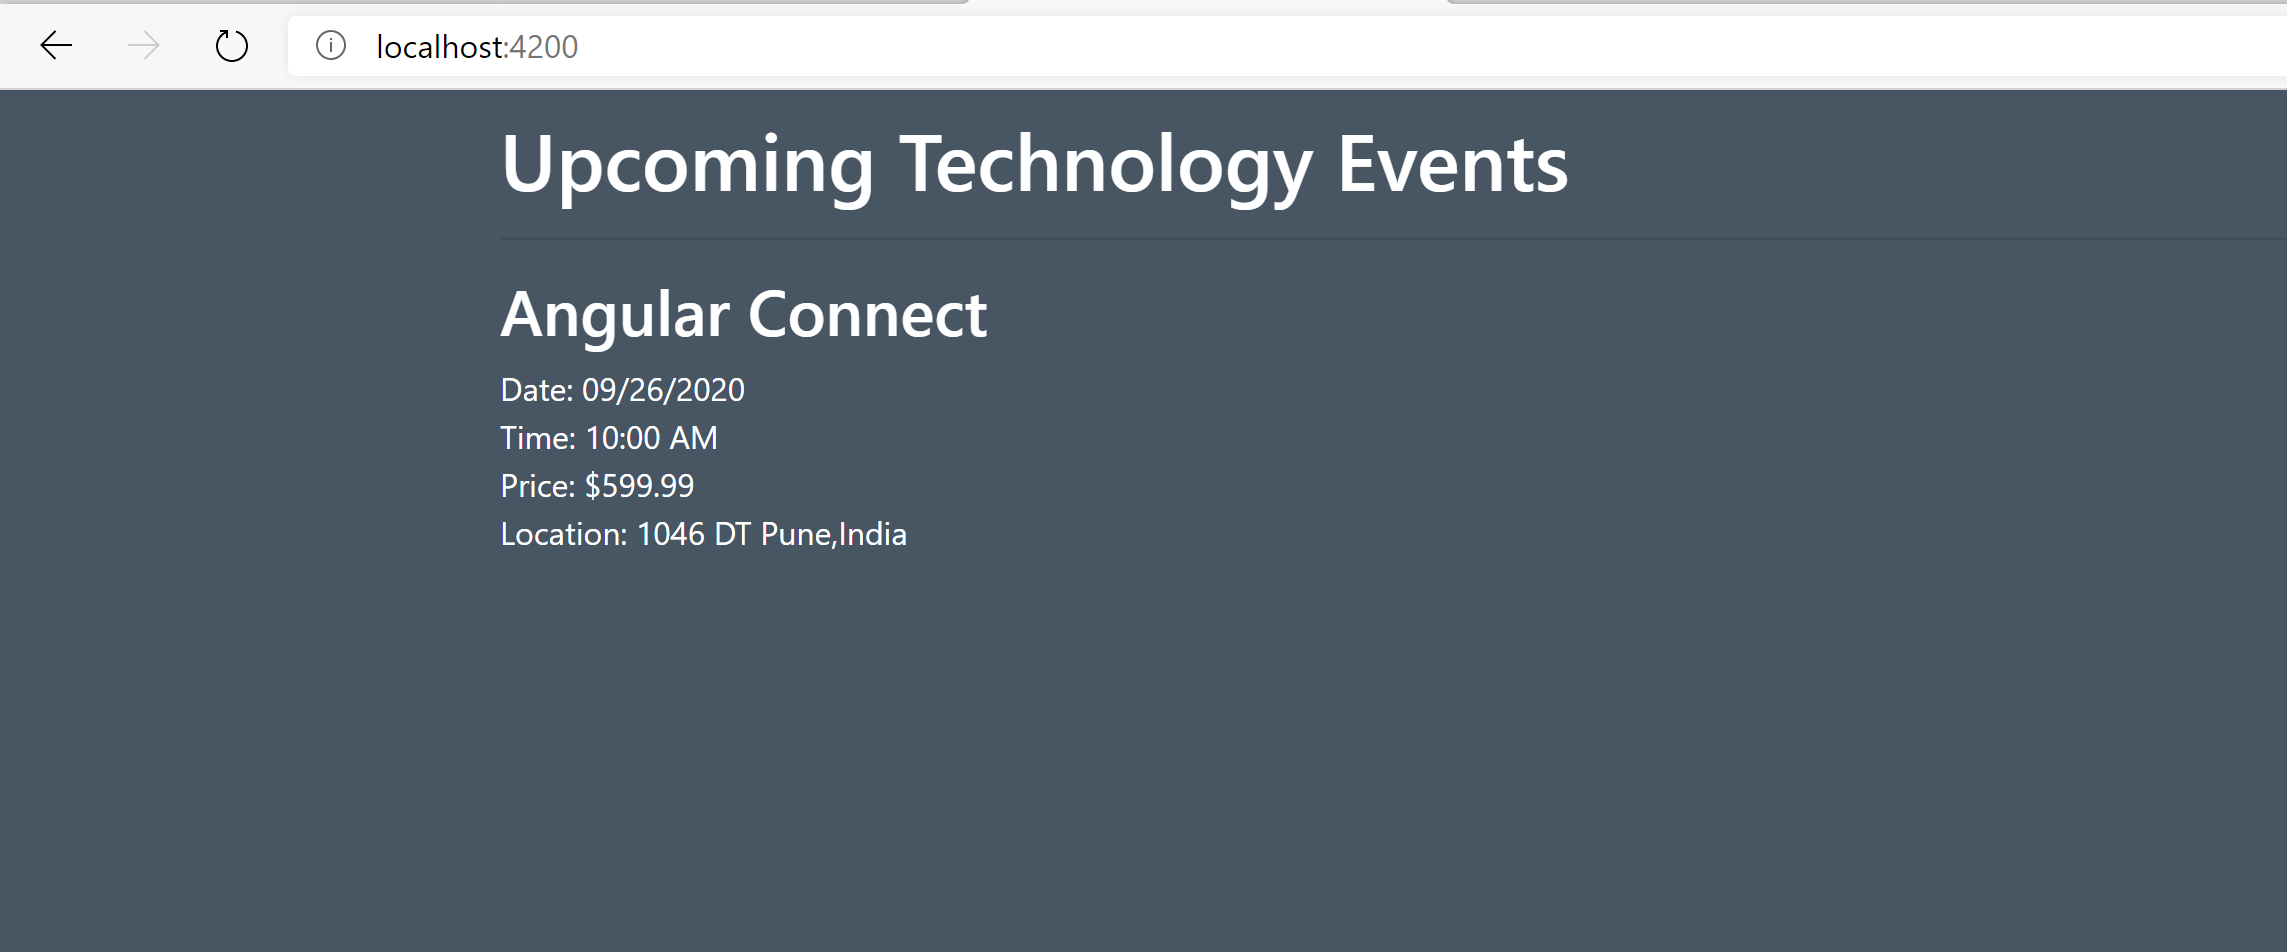 localhost:4200
Upcoming Technology Events
Angular Connect
Date: 09/26/2020
Time: 10:00 AM
Price: $599.99
Location: 1046 DT Pune,India